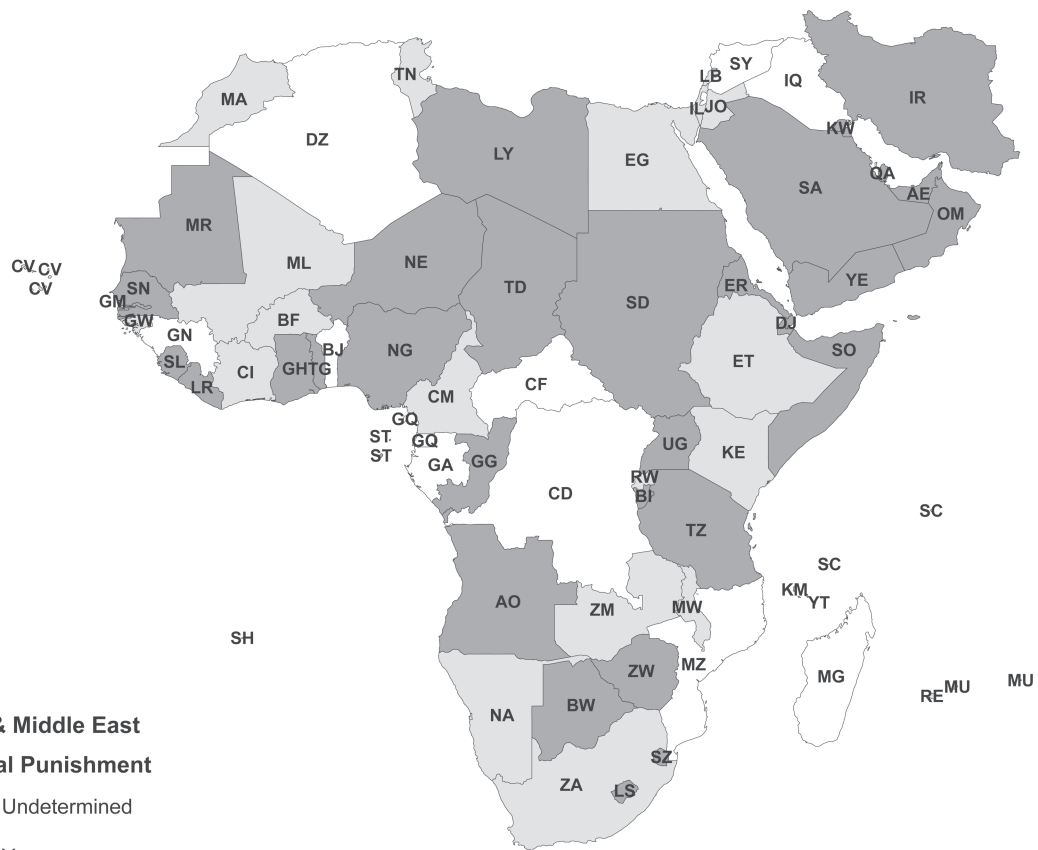 SY
IQ
LB
IR
TN
MA
IL
JO
DZ
KW
LY
EG
QA
SA
AE
OM
MR
NE
ML
YE
CV
CV
CV
SN
TD
SD
ER
GM
GW
BF
DJ
GN
NG
BJ
SO
SL
CI
GH
TG
ET
LR
CF
CM
GQ
ST
GQ
UG
KE
ST
GA
GG
RW
BI
CD
SC
TZ
SC
KM
YT
AO
ZM
MW
SH
MZ
ZW
MG
MU
MU
RE
BW
NA
& Middle East
SZ
al Punishment
ZA
LS
Undetermined